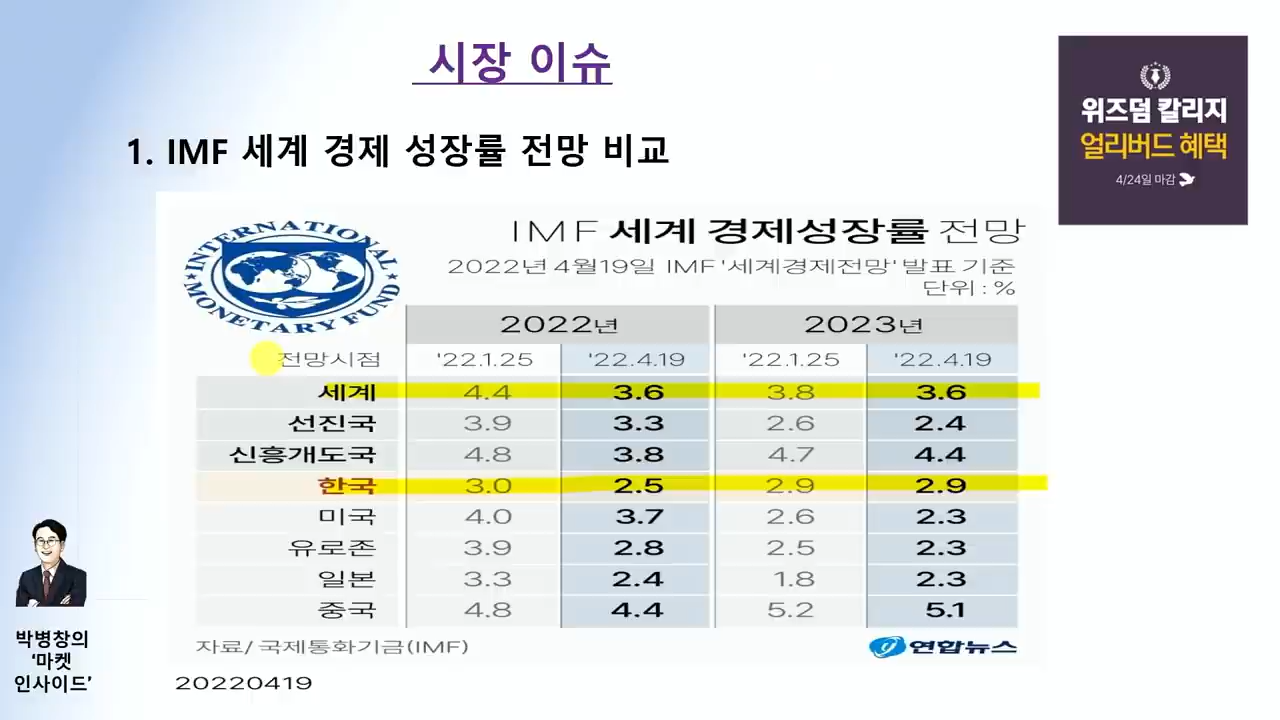 시장 이슈
위즈덤 칼리지
얼리버드 혜택
4/24일 마감
1. IMF 세계 경제 성장률 전망 비교
INTERNATIONAL MONETARY FUND
IMF 세계 경제성장률 전망
2022년 4월19일 IMF '세계경제전망' 발표 기준
단위 : %
2022년 2023년
전망시점 '22.1.25 '22.4.19 '22.1.25 '22.4.19
세계 4.4 3.6 3.8 3.6
선진국 3.9 3.3 2.6 2.4
신흥개도국 4.8 3.8 4.7 4.4
한국 3.0 2.5 2.9 2.9
미국 4.0 3.7 2.6 2.3
유로존 3.9 2.8 2.5 2.3
일본 3.3 2.4 1.8 2.3
중국 4.8 4.4 5.2 5.1
자료/ 국제통화기금(IMF) 연합뉴스
20220419
박병창의
'마켓
인사이드'